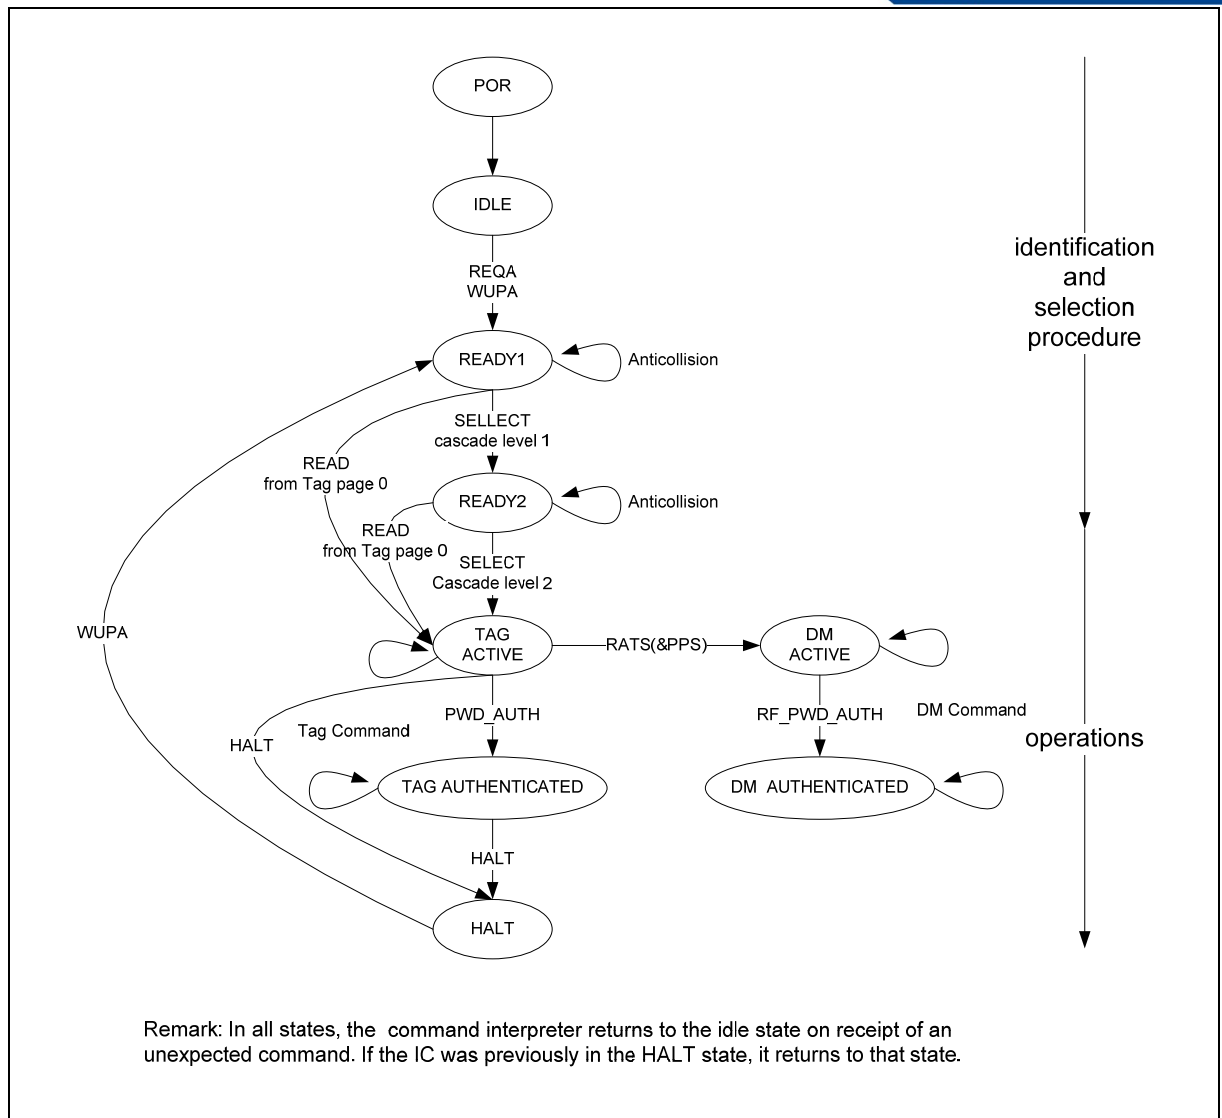 POR
IDLE
REQA
WUPA
identification
and
selection
procedure
READY1
Anticollision
SELLECT
cascade level 1
READ
from Tag page 0
READY2
Anticollision
READ
from Tag page 0
SELECT
Cascade level 2
WUPA
TAG
ACTIVE
RATS(&PPS)
DM
ACTIVE
HALT
Tag Command
PWD_AUTH
RF_PWD_AUTH
DM Command
operations
TAG AUTHENTICATED
DM AUTHENTICATED
HALT
HALT
Remark: In all states, the command interpreter returns to the idle state on receipt of an
unexpected command. If the IC was previously in the HALT state, it returns to that state.